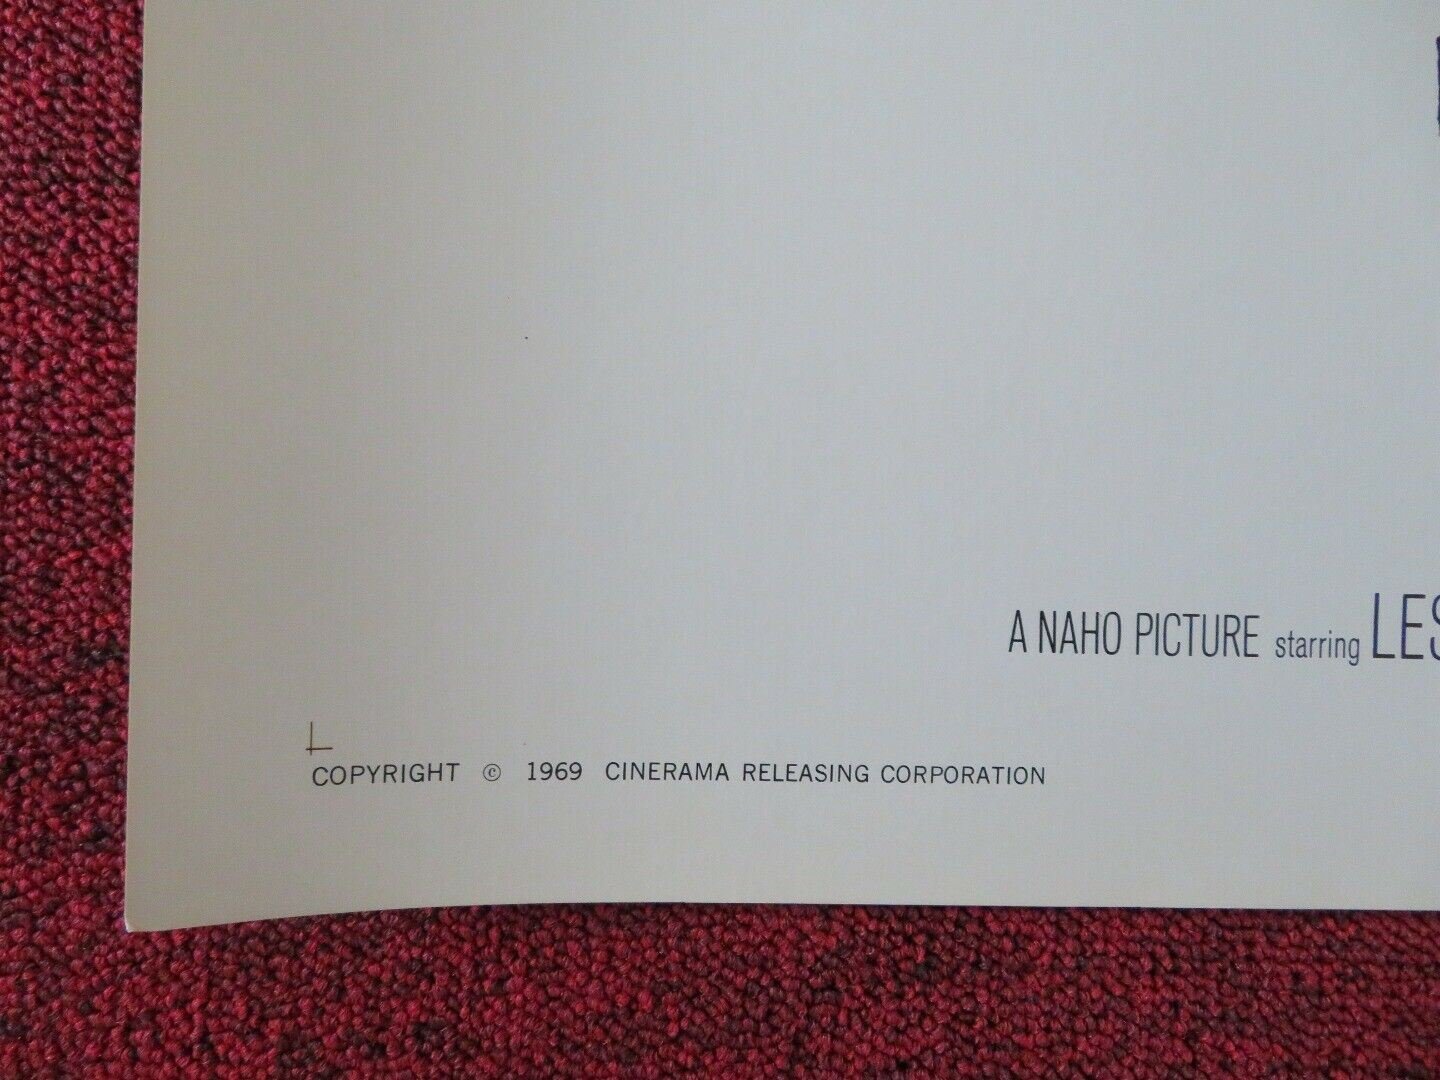 A NAHO PICTURE starring LES
COPYRIGHT © 1969 CINERAMA RELEASING CORPORATION